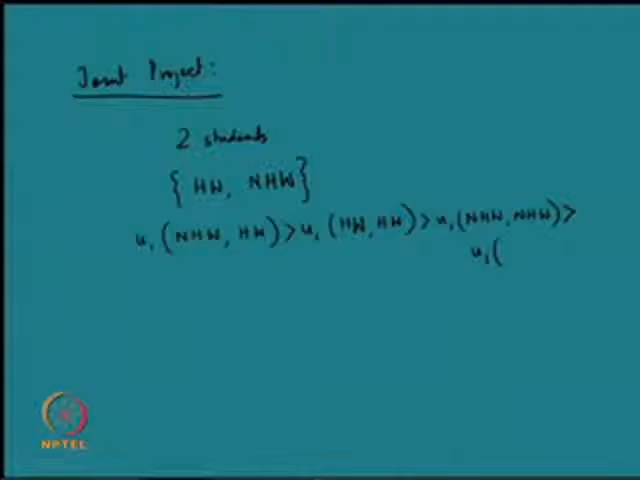 Joint Project:
2 students
{ HW, NHW }
u₁ (NHW, HW) > u₁ (HW, HW) > u₁ (NHW, NHW) >
u₁ (
NPTEL